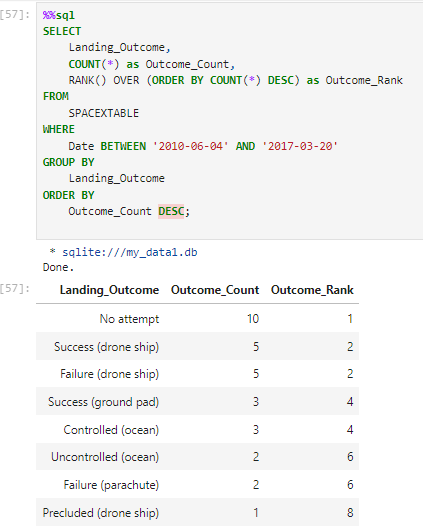 [57]: %%sql
SELECT
Landing_Outcome,
COUNT(*) as Outcome_Count,
RANK() OVER (ORDER BY COUNT(*) DESC) as Outcome_Rank
FROM
SPACEXTABLE
WHERE
Date BETWEEN '2010-06-04' AND '2017-03-20'
GROUP BY
Landing_Outcome
ORDER BY
Outcome_Count DESC;
* sqlite:///my_data1.db
Done.
[57]: Landing_Outcome Outcome_Count Outcome_Rank
No attempt 10 1
Success (drone ship) 5 2
Failure (drone ship) 5 2
Success (ground pad) 3 4
Controlled (ocean) 3 4
Uncontrolled (ocean) 2 6
Failure (parachute) 2 6
Precluded (drone ship) 1 8